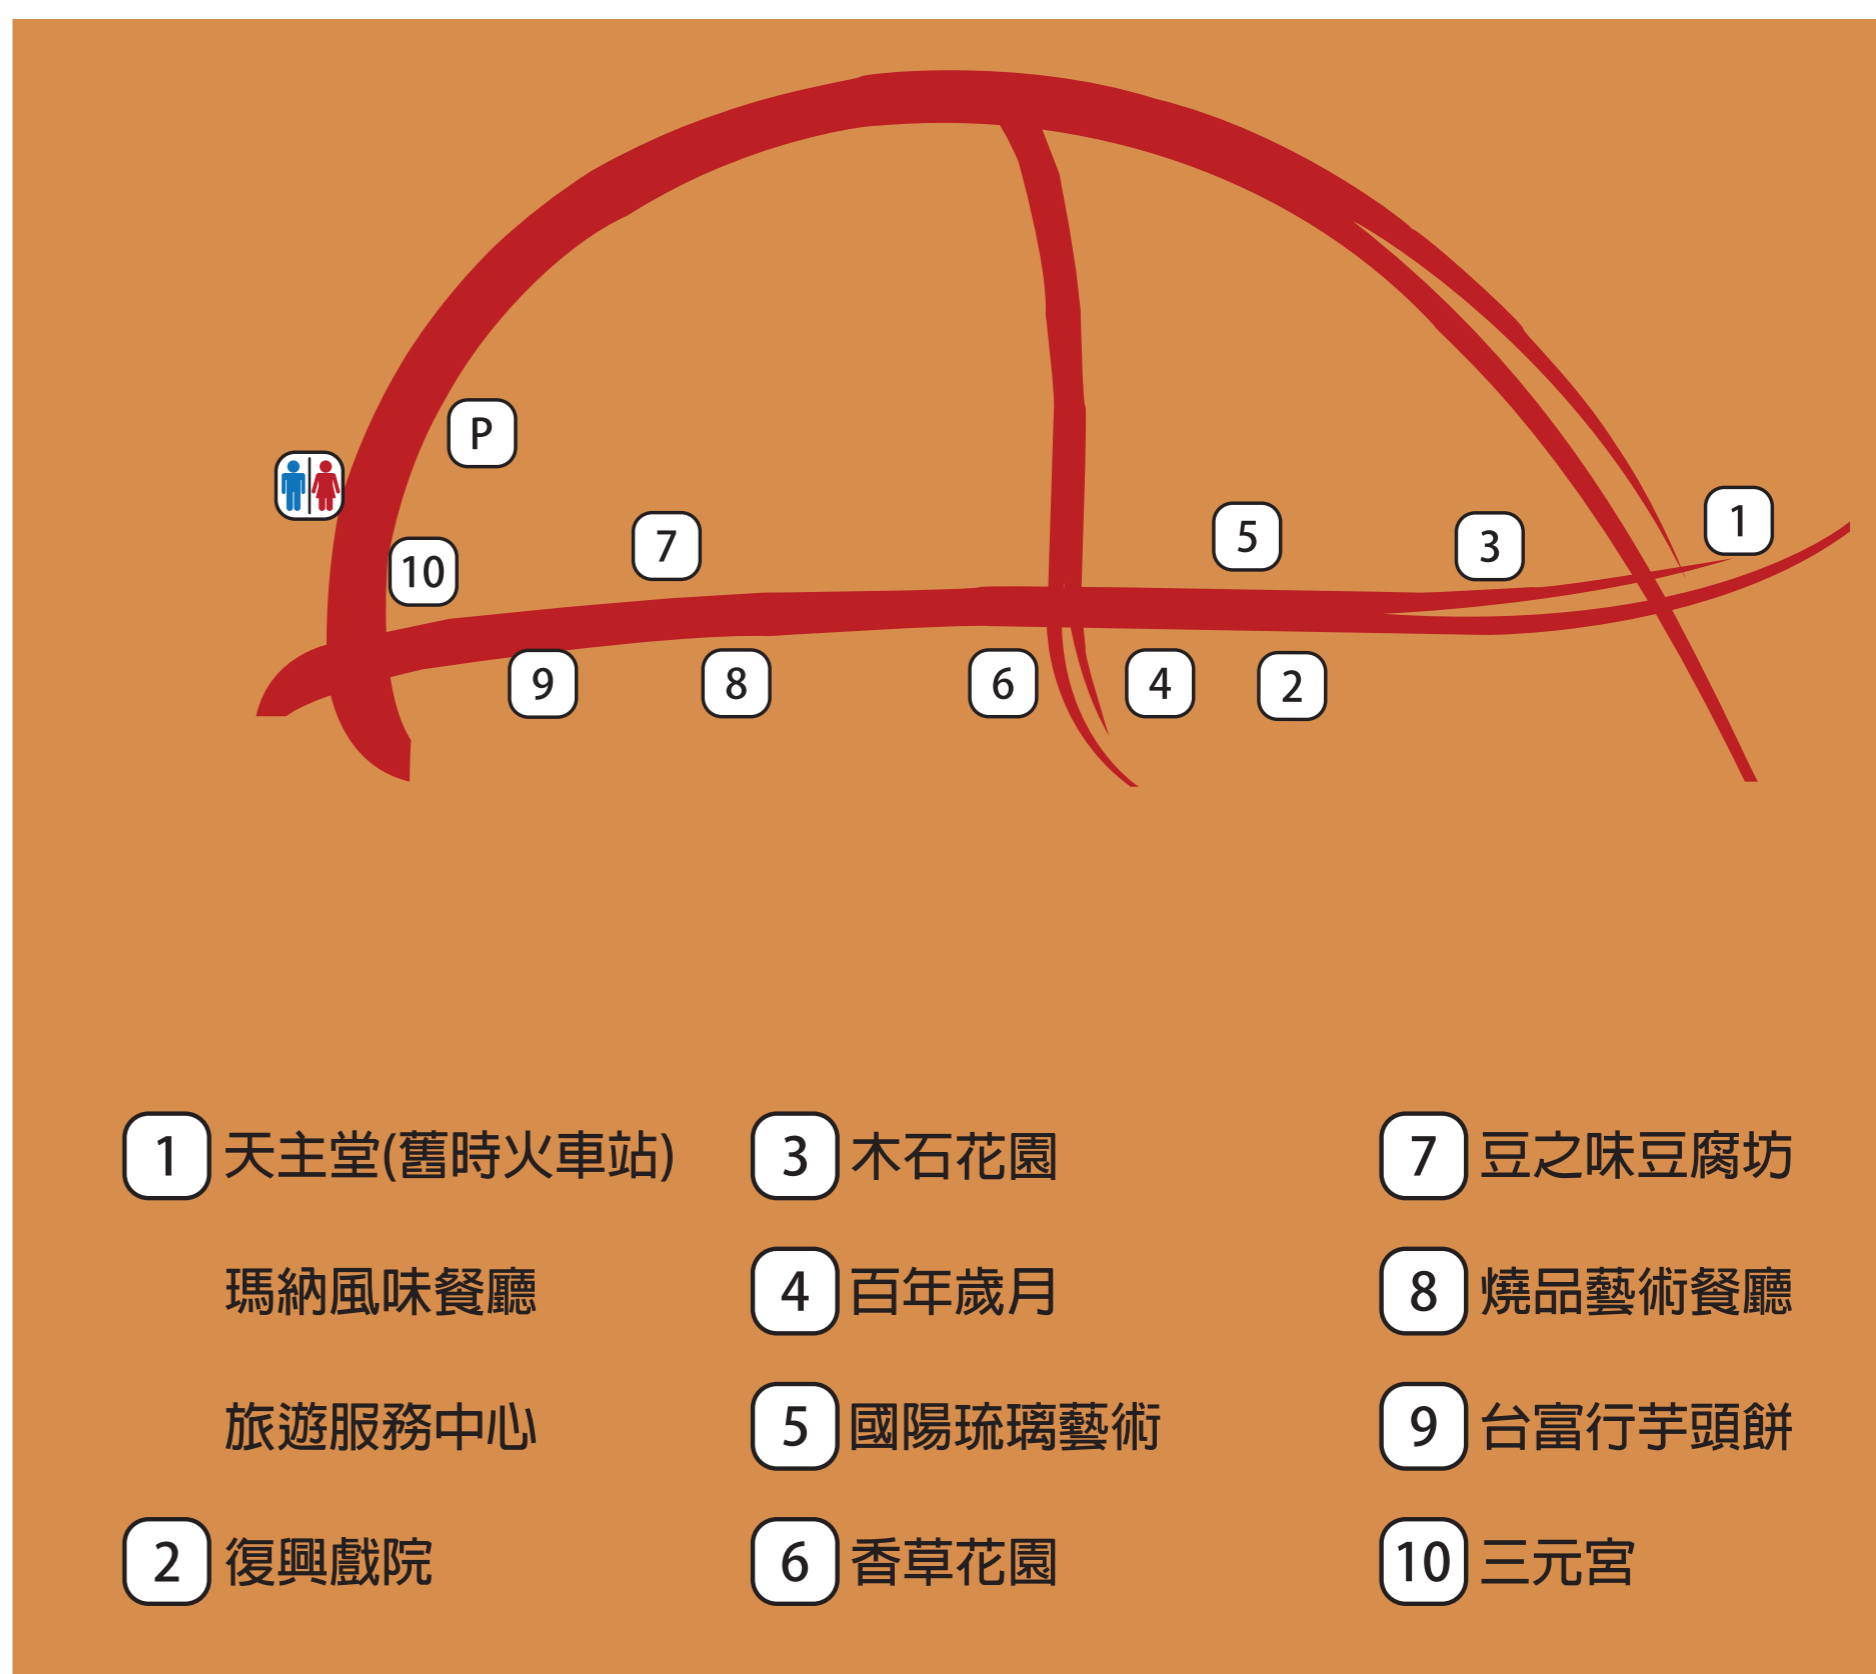 P
1
5
7
3
10
9
8
6
4
2
1 天主堂(舊時火車站)
瑪納風味餐廳
旅遊服務中心
2 復興戲院
3 木石花園
4 百年歲月
5 國陽琉璃藝術
6 香草花園
7 豆之味豆腐坊
8 燒品藝術餐廳
9 台富行芋頭餅
10 三元宮